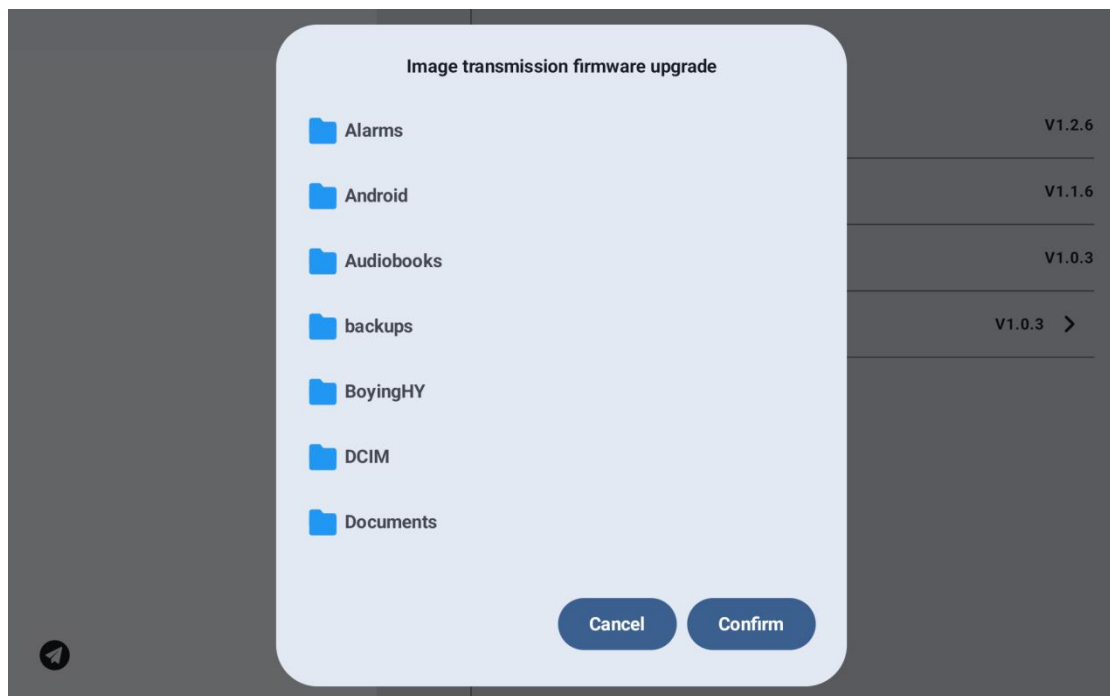 Image transmission firmware upgrade
Alarms
Android
Audiobooks
backups
BoyingHY
DCIM
Documents
Cancel
Confirm
V1.2.6
V1.1.6
V1.0.3
V1.0.3